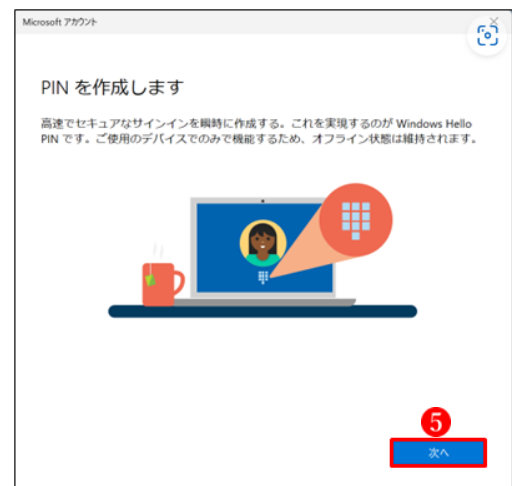 Microsoft アカウント
PIN を作成します
高速でセキュアなサインインを瞬時に作成する。これを実現するのが Windows Hello
PIN です。ご使用のデバイスでのみで機能するため、オフライン状態は維持されます。
5
次へ